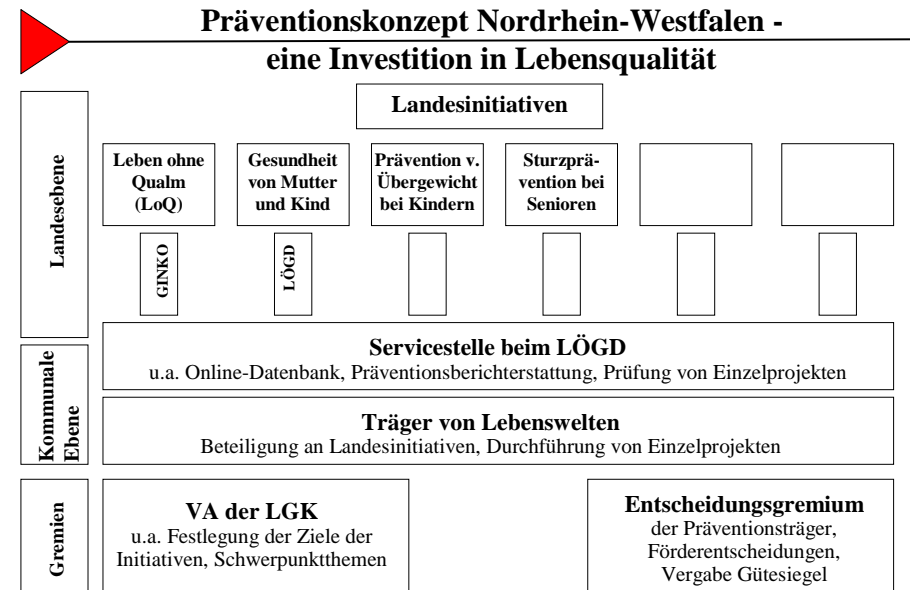 Präventionskonzept Nordrhein-Westfalen -
eine Investition in Lebensqualität
Landesebene
Landesinitiativen
Leben ohne
Qualm
(LoQ)
Gesundheit
von Mutter
und Kind
Prävention v.
Übergewicht
bei Kindern
Sturzprä-
vention bei
Senioren
GINKO
LÖGD
Servicestelle beim LÖGD
u.a. Online-Datenbank, Präventionsberichterstattung, Prüfung von Einzelprojekten
Kommunale
Ebene
Träger von Lebenswelten
Beteiligung an Landesinitiativen, Durchführung von Einzelprojekten
Gremien
VA der LGK
u.a. Festlegung der Ziele der
Initiativen, Schwerpunktthemen
Entscheidungsgremium
der Präventionsträger,
Förderentscheidungen,
Vergabe Gütesiegel